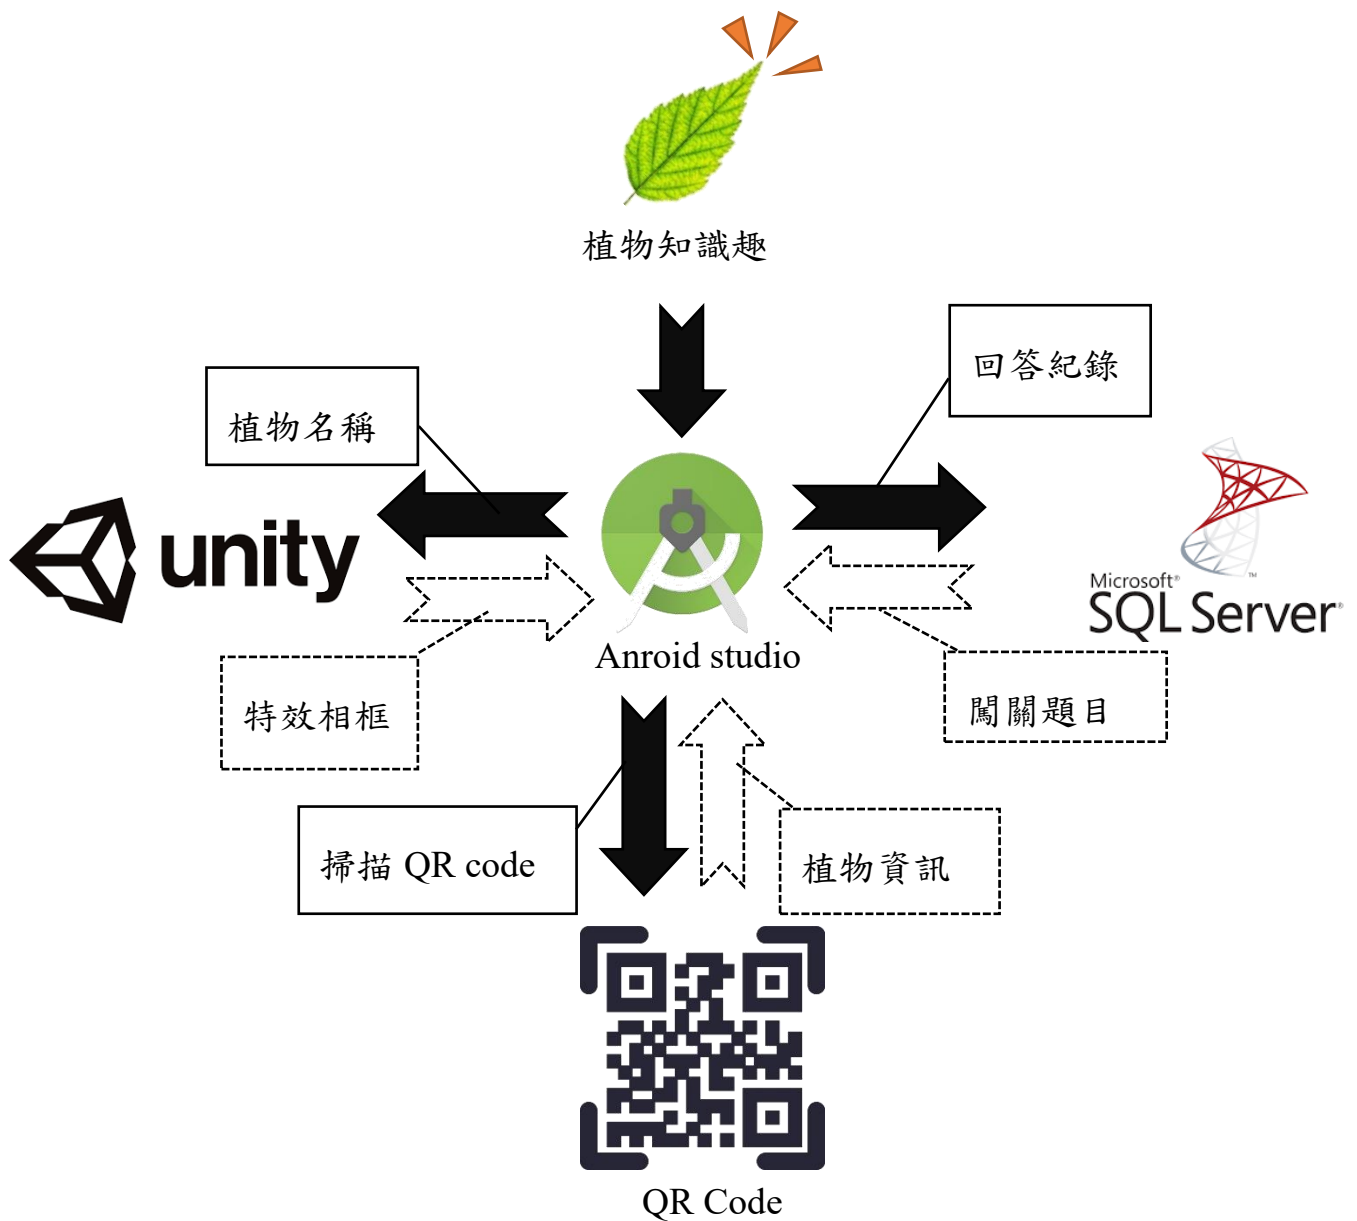 植物知識趣
回答紀錄
植物名稱
unity
Microsoft®
SQL Server®
™
Anroid studio
特效相框
闖關題目
掃描 QR code
植物資訊
QR Code